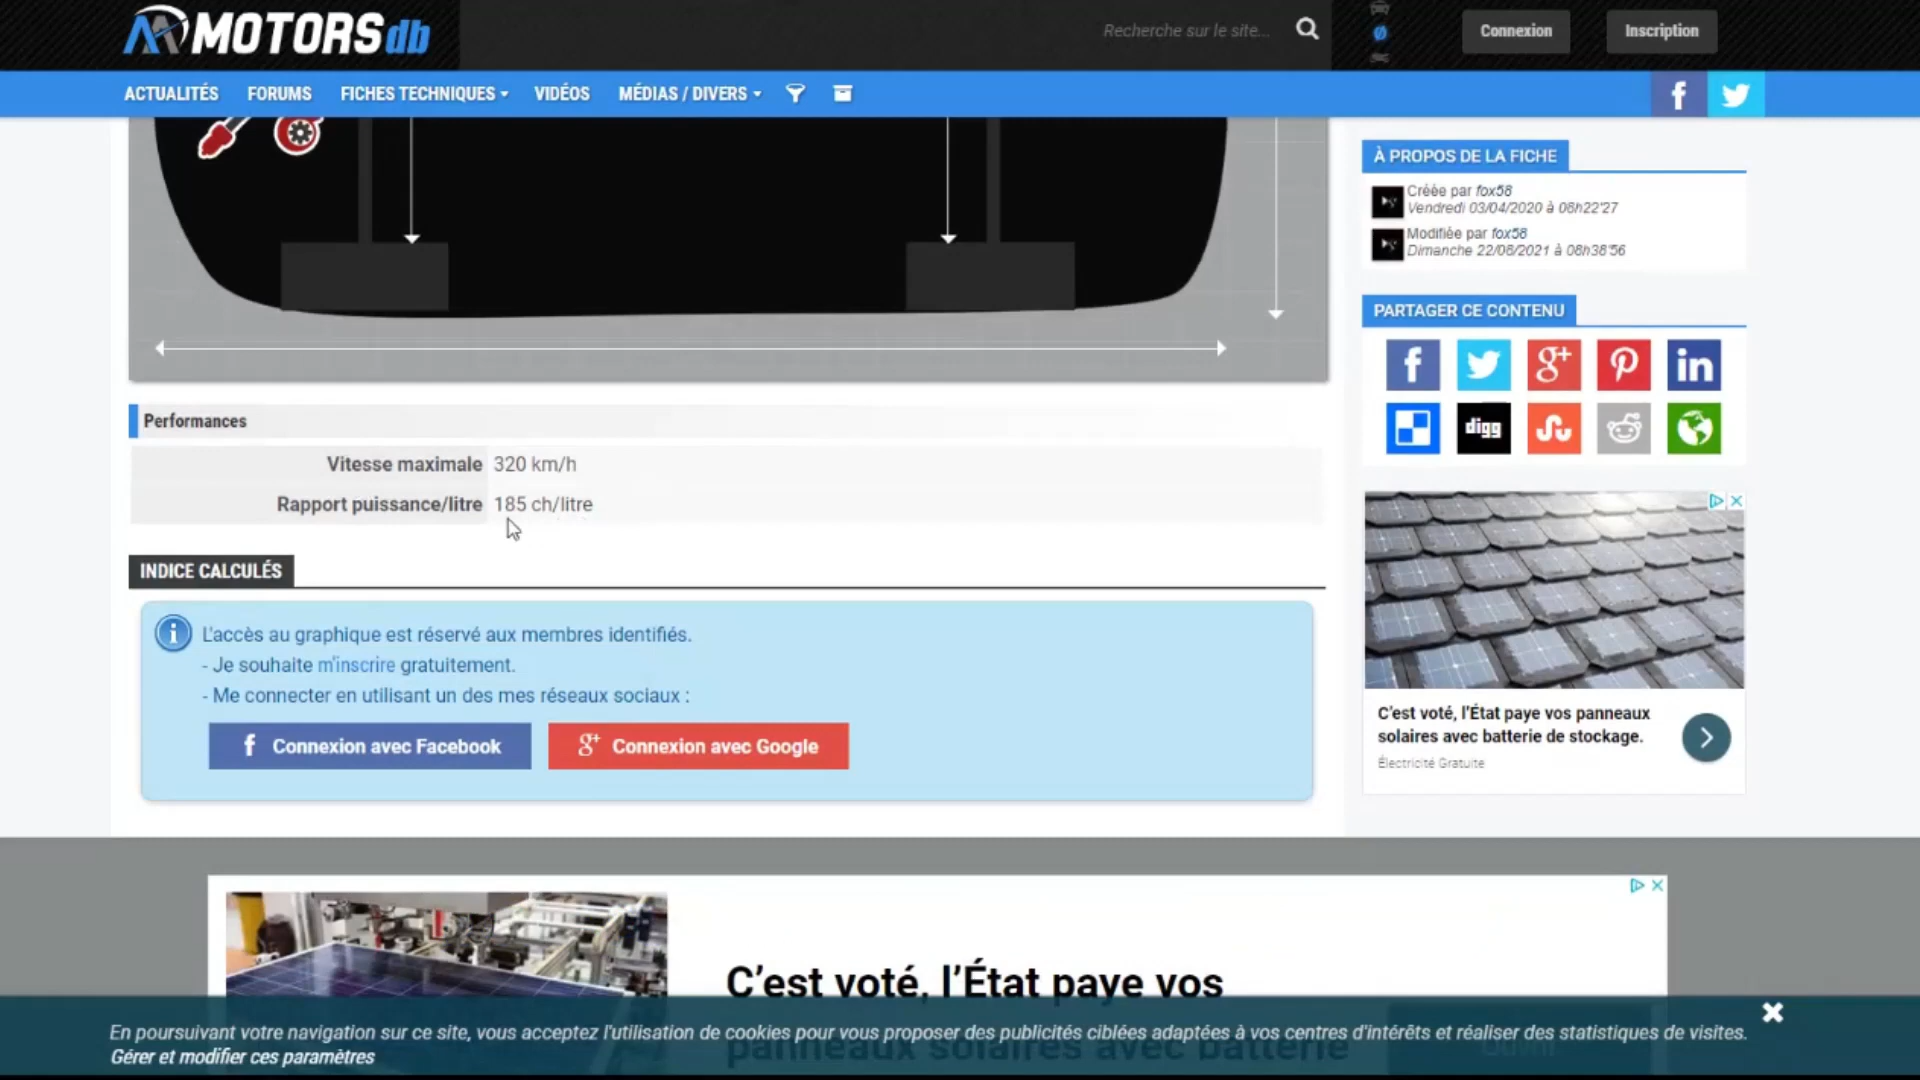 MOTORSdb
Recherche sur le site...
Connexion
Inscription
ACTUALITÉS
FORUMS
FICHES TECHNIQUES
VIDÉOS
MÉDIAS / DIVERS
À PROPOS DE LA FICHE
Créée par fox58
Vendredi 03/04/2020 à 08h22'27
Modifiée par fox58
Dimanche 22/08/2021 à 08h38'56
PARTAGER CE CONTENU
digg
Performances
Vitesse maximale 320 km/h
Rapport puissance/litre 185 ch/litre
INDICE CALCULÉS
L'accès au graphique est réservé aux membres identifiés.
- Je souhaite m'inscrire gratuitement.
- Me connecter en utilisant un des mes réseaux sociaux :
Connexion avec Facebook
Connexion avec Google
C'est voté, l'État paye vos panneaux
solaires avec batterie de stockage.
Électricité Gratuite
C'est voté, l'État paye vos
panneaux solaires avec batterie
En poursuivant votre navigation sur ce site, vous acceptez l'utilisation de cookies pour vous proposer des publicités ciblées adaptées à vos centres d'intérêts et réaliser des statistiques de visites.
Gérer et modifier ces paramètres